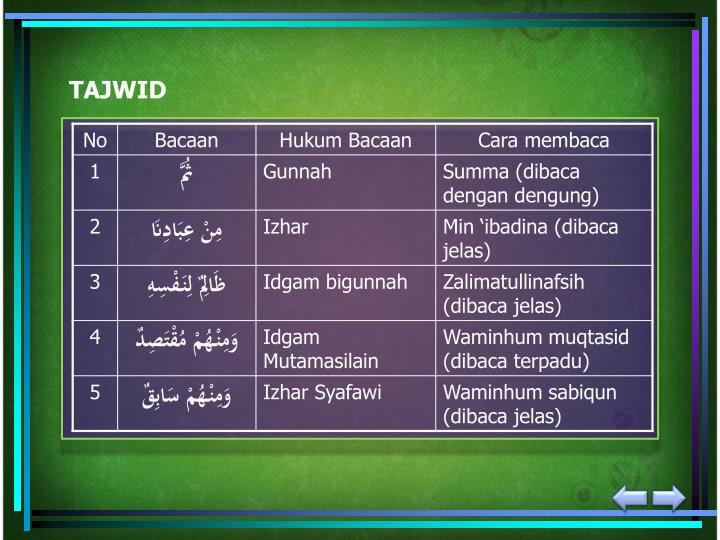 TAJWID
No Bacaan Hukum Bacaan Cara membaca
1 ثُمَّ Gunnah Summa (dibaca
dengan dengung)
2 مِنْ عِبَادِنَا Izhar Min ‘ibadina (dibaca
jelas)
3 ظَالِمٌ لِنَفْسِهِ Idgam bigunnah Zalimatullinafsih
(dibaca jelas)
4 وَمِنْهُمْ مُقْتَصِدٌ Idgam
Mutamasilain Waminhum muqtasid
(dibaca terpadu)
5 وَمِنْهُمْ سَابِقٌ Izhar Syafawi Waminhum sabiqun
(dibaca jelas)